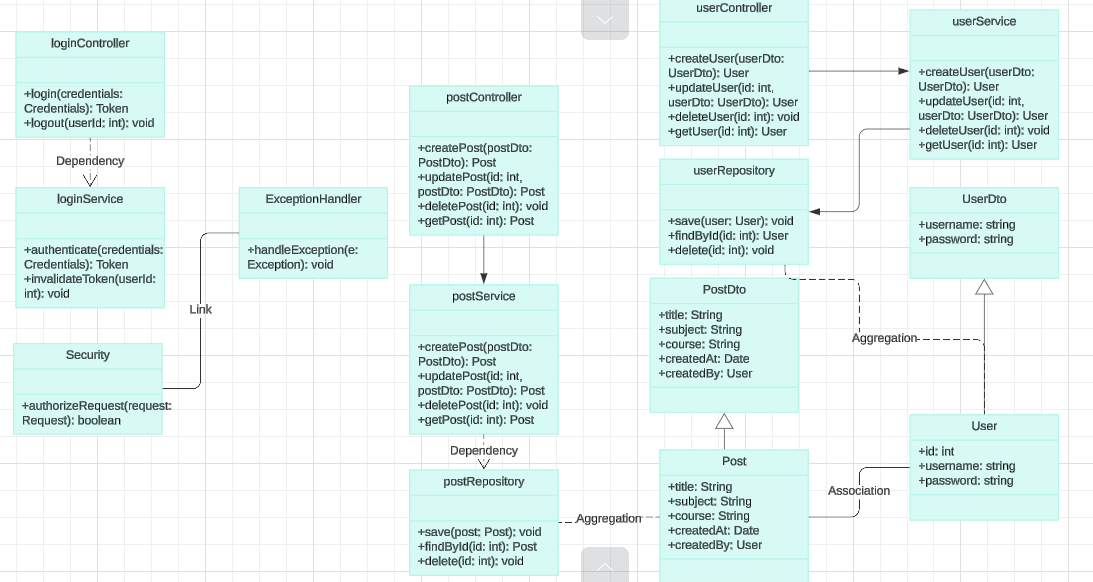 loginController
+login(credentials:
Credentials): Token
+logout(userId: int): void
Dependency
loginService
+authenticate(credentials:
Credentials): Token
+invalidateToken(userId:
int): void
ExceptionHandler
+handleException(e:
Exception): void
Link
Security
+authorizeRequest(request:
Request): boolean
postController
+createPost(postDto:
PostDto): Post
+updatePost(id: int,
postDto: PostDto): Post
+deletePost(id: int): void
+getPost(id: int): Post
postService
+createPost(postDto:
PostDto): Post
+updatePost(id: int,
postDto: PostDto): Post
+deletePost(id: int): void
+getPost(id: int): Post
Dependency
postRepository
+save(post: Post): void
+findById(id: int): Post
+delete(id: int): void
Aggregation
userController
+createUser(userDto:
UserDto): User
+updateUser(id: int,
userDto: UserDto): User
+deleteUser(id: int): void
+getUser(id: int): User
userService
+createUser(userDto:
UserDto): User
+updateUser(id: int,
userDto: UserDto): User
+deleteUser(id: int): void
+getUser(id: int): User
userRepository
+save(user: User): void
+findById(id: int): User
+delete(id: int): void
UserDto
+username: string
+password: string
PostDto
+title: String
+subject: String
+course: String
+createdAt: Date
+createdBy: User
Aggregation
User
+id: int
+username: string
+password: string
Association
Post
+title: String
+subject: String
+course: String
+createdAt: Date
+createdBy: User